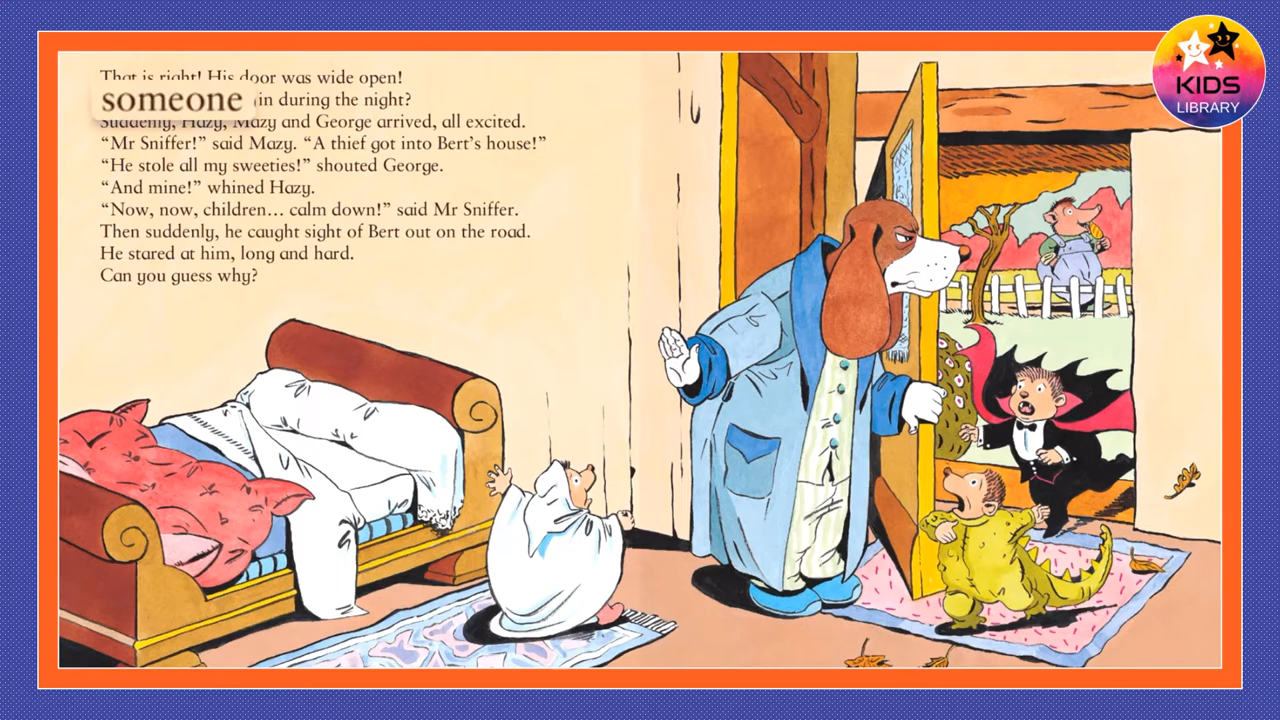 That is right! His door was wide open!
someone in during the night?
Suddenly, Hazy, Mazy and George arrived, all excited.
“Mr Sniffer!” said Mazy. “A thief got into Bert’s house!”
“He stole all my sweeties!” shouted George.
“And mine!” whined Hazy.
“Now, now, children... calm down!” said Mr Sniffer.
Then suddenly, he caught sight of Bert out on the road.
He stared at him, long and hard.
Can you guess why?
KIDS
LIBRARY